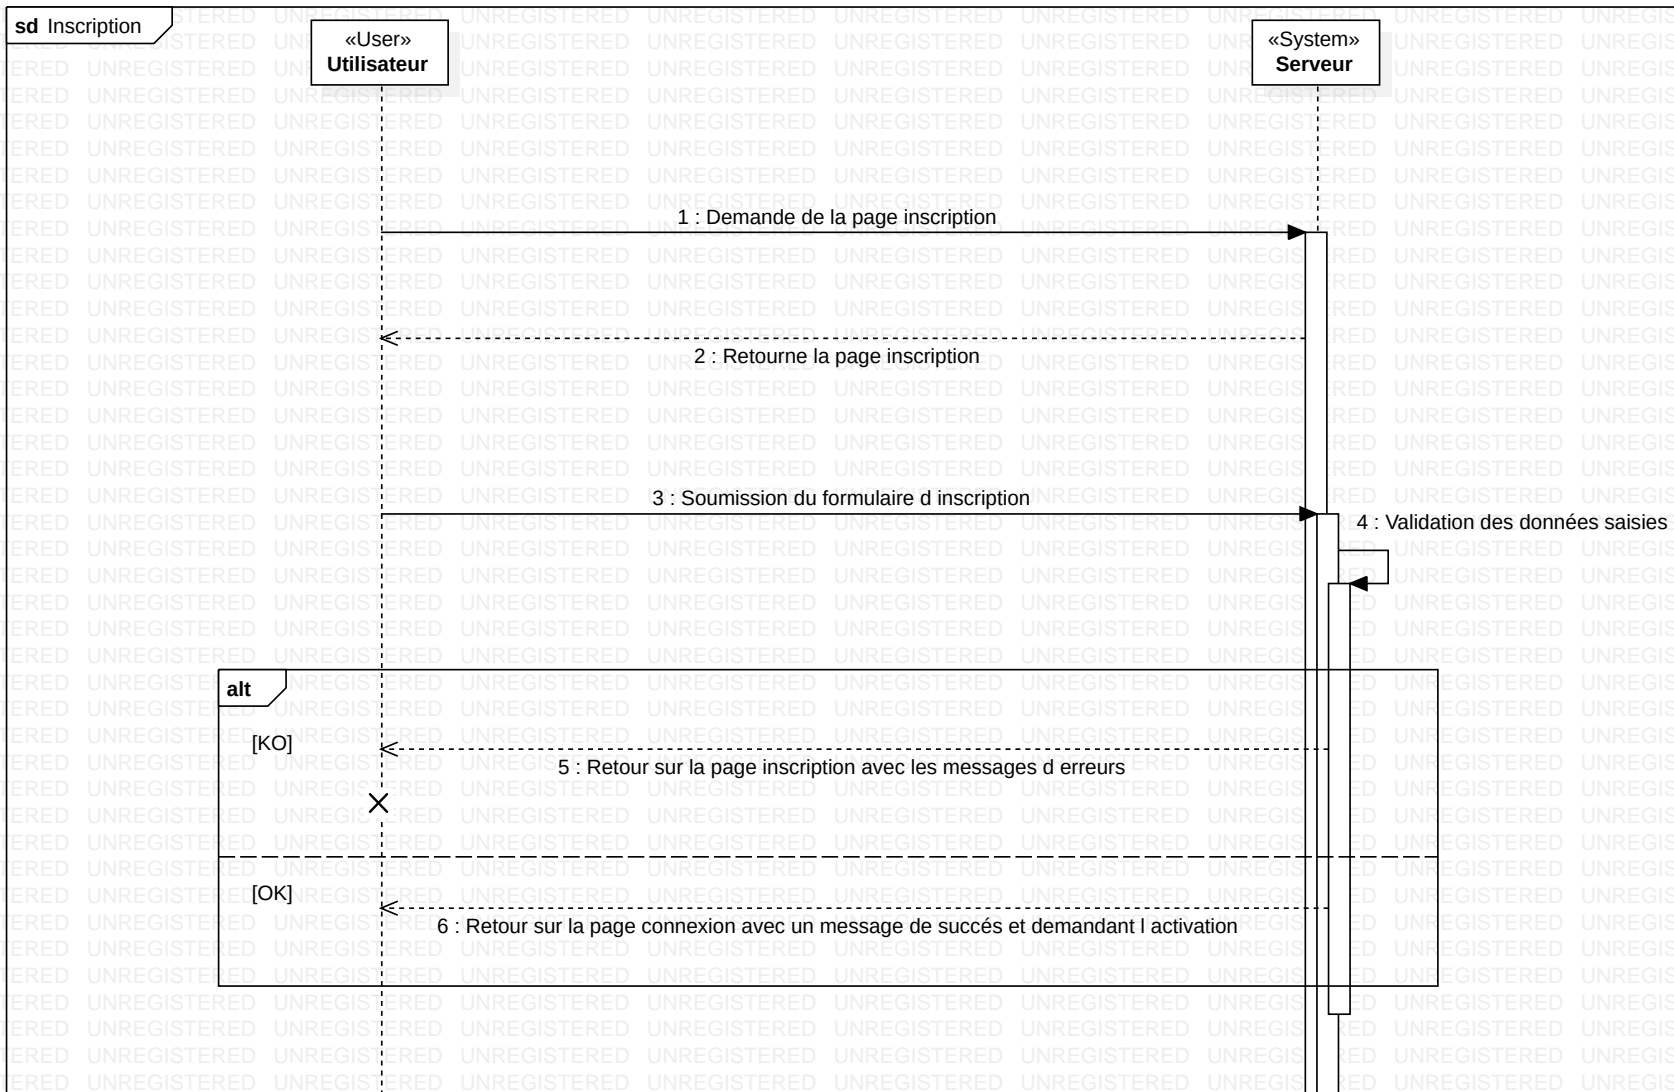 sd Inscription
«User»
Utilisateur
«System»
Serveur
1 : Demande de la page inscription
2 : Retourne la page inscription
3 : Soumission du formulaire d inscription
4 : Validation des données saisies
alt
[KO]
5 : Retour sur la page inscription avec les messages d erreurs
[OK]
6 : Retour sur la page connexion avec un message de succés et demandant l activation
UNREGISTERED